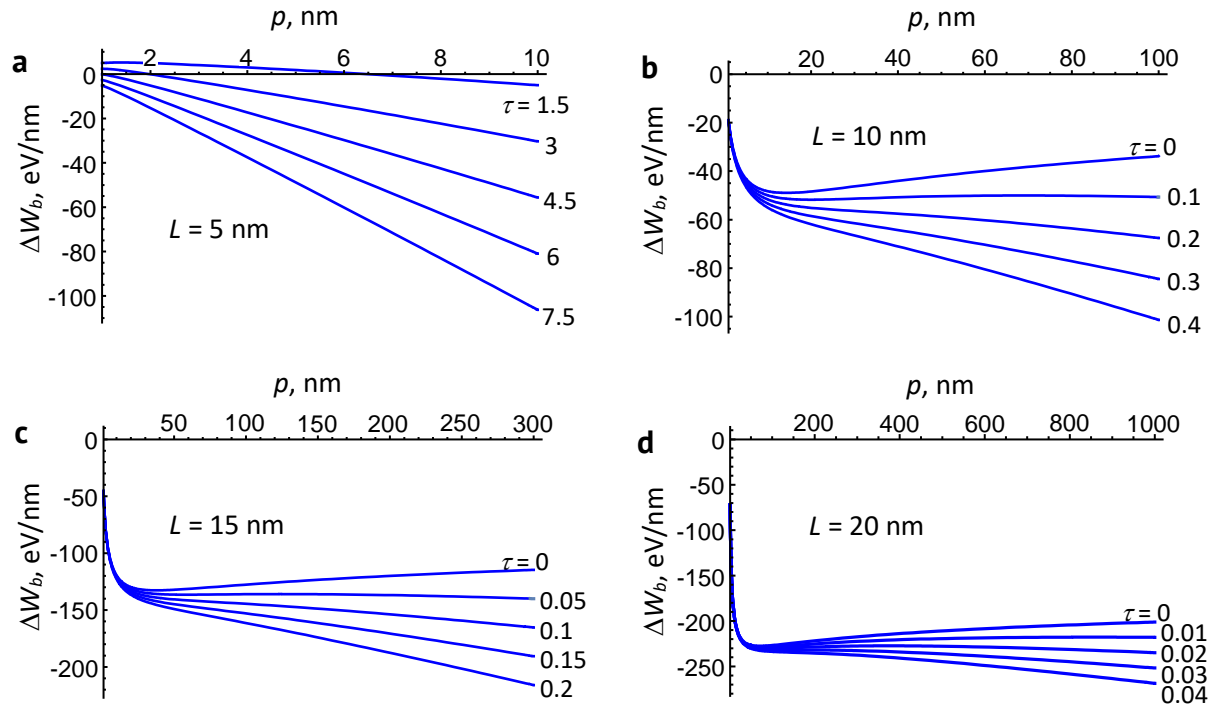 a
p, nm
2 4 6 8 10
0
-20
-40
-60
-80
-100
ΔW_b, eV/nm
L = 5 nm
τ = 1.5
3
4.5
6
7.5
b
p, nm
20 40 60 80 100
0
-20
-40
-60
-80
-100
ΔW_b, eV/nm
L = 10 nm
τ = 0
0.1
0.2
0.3
0.4
c
p, nm
50 100 150 200 250 300
0
-50
-100
-150
-200
ΔW_b, eV/nm
L = 15 nm
τ = 0
0.05
0.1
0.15
0.2
d
p, nm
200 400 600 800 1000
0
-50
-100
-150
-200
-250
ΔW_b, eV/nm
L = 20 nm
τ = 0
0.01
0.02
0.03
0.04